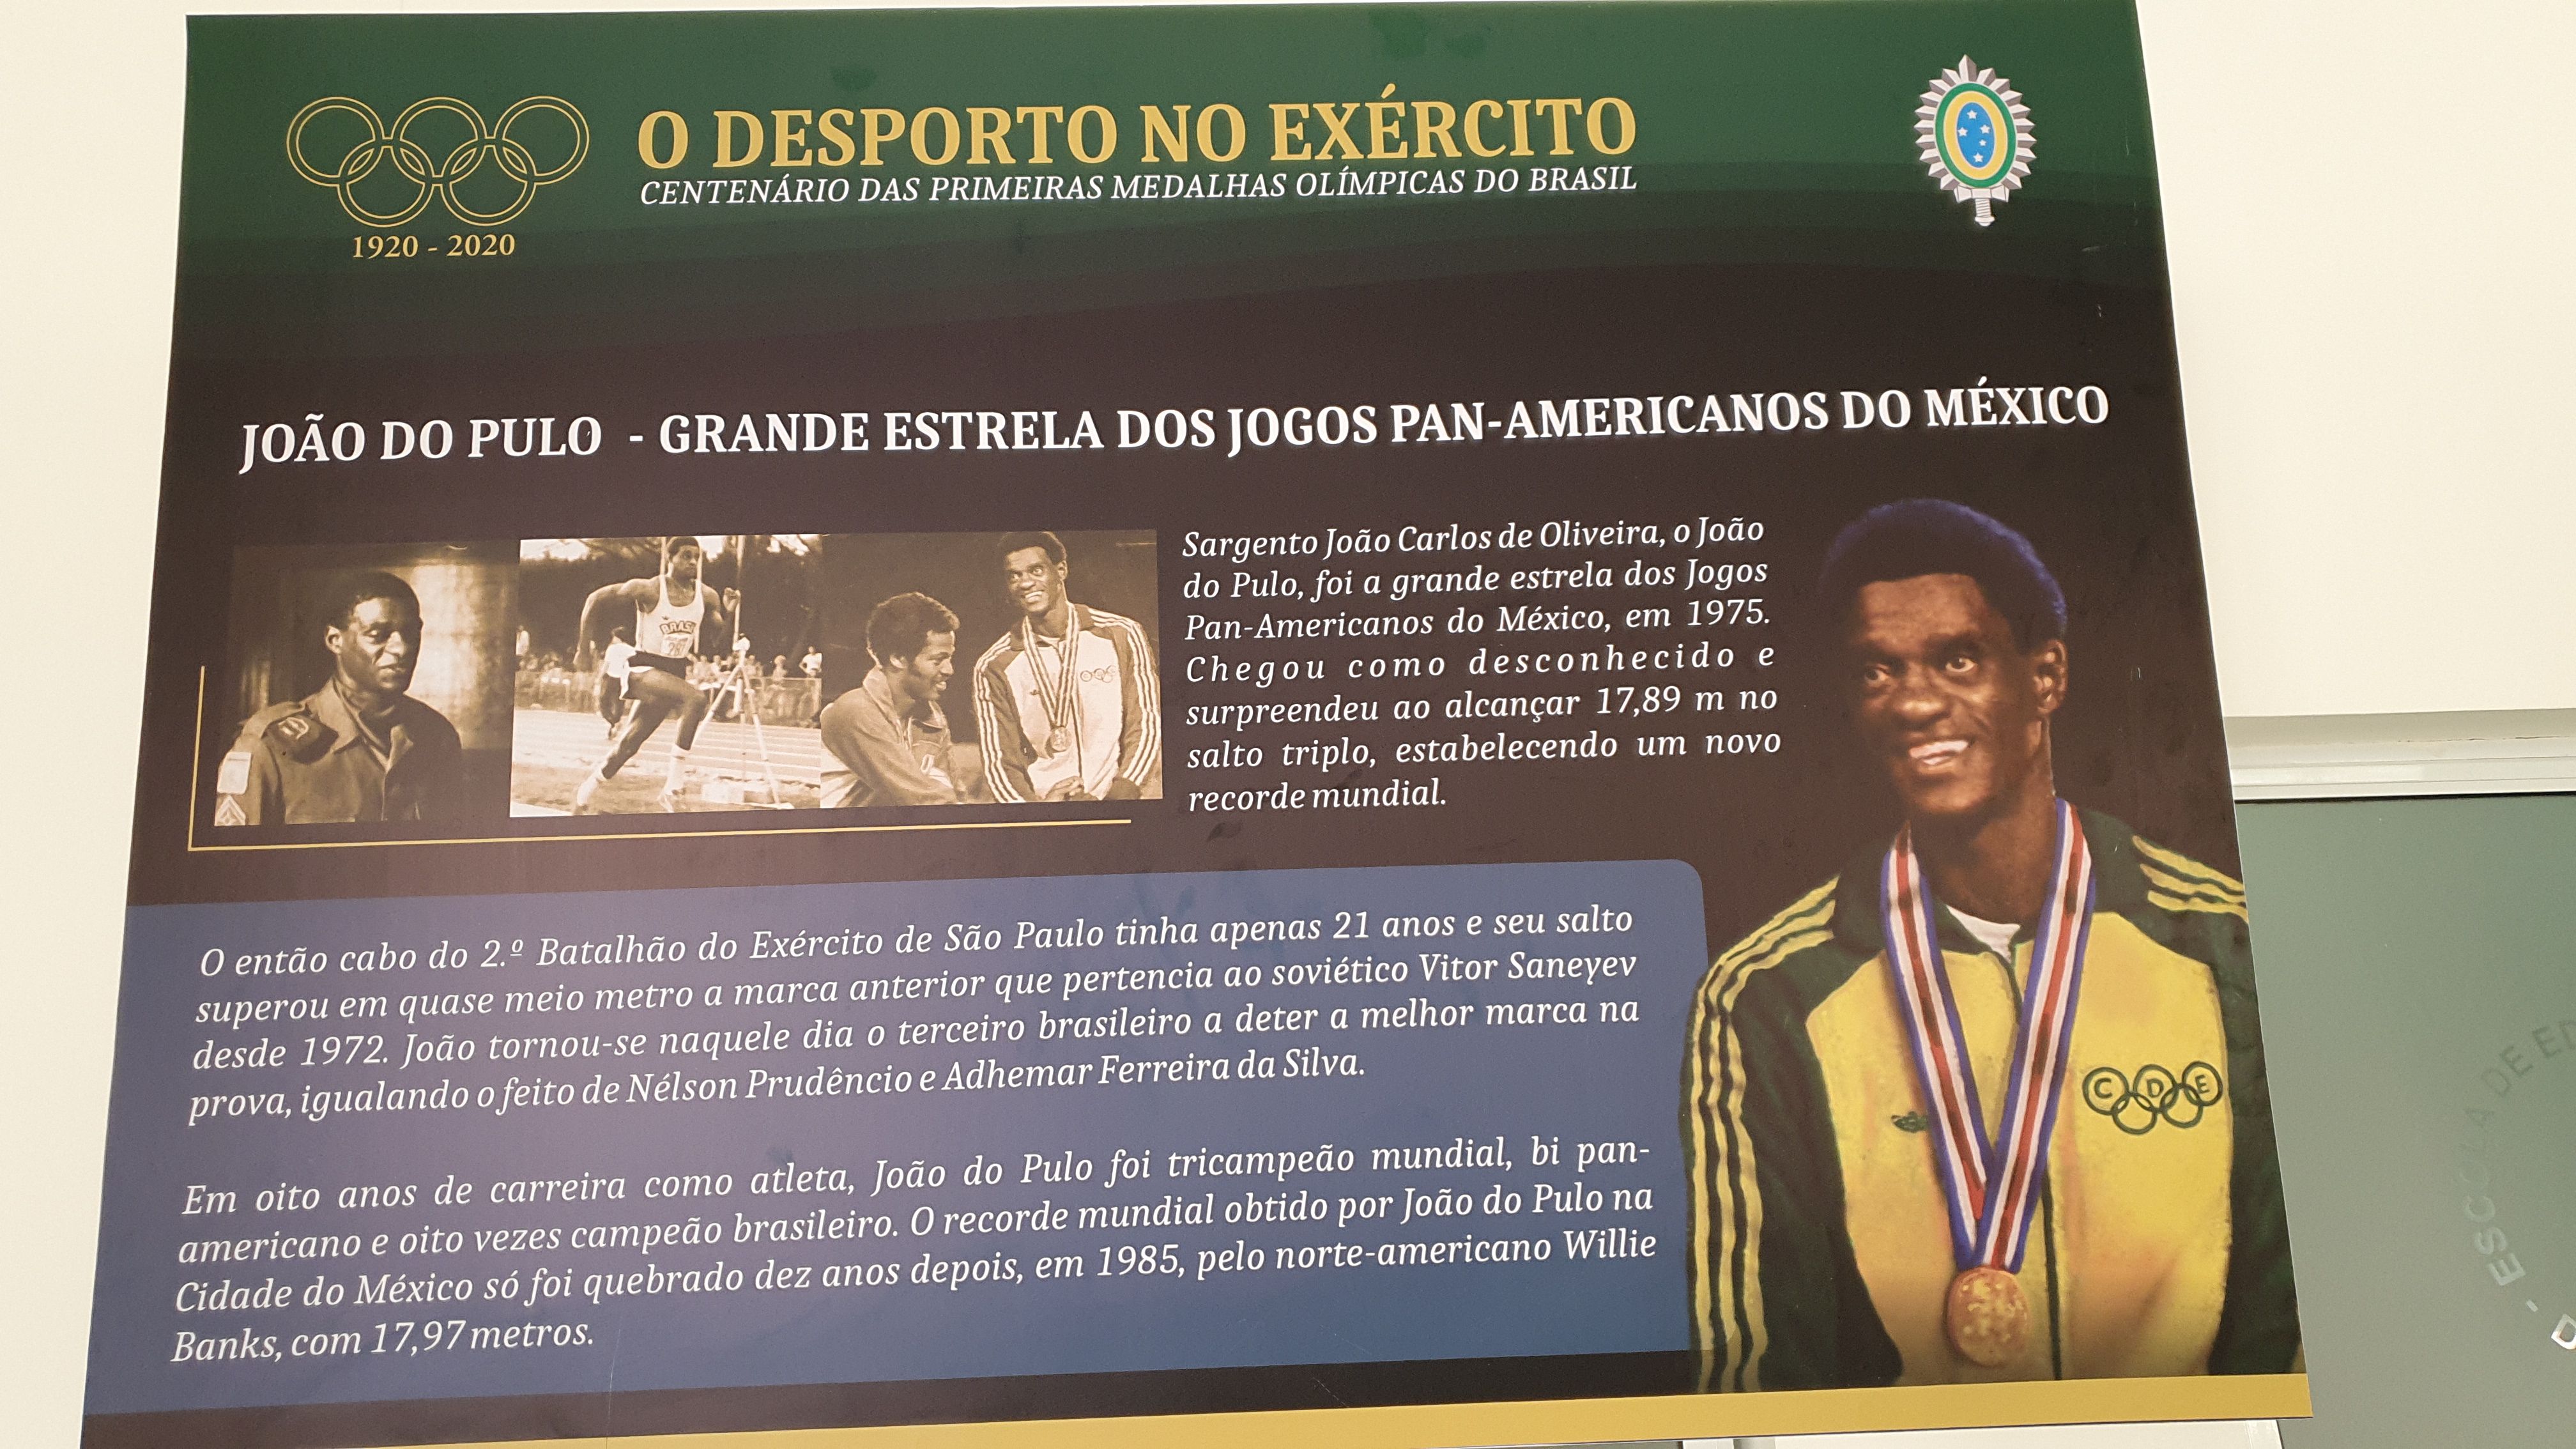 O DESPORTO NO EXÉRCITO
CENTENÁRIO DAS PRIMEIRAS MEDALHAS OLÍMPICAS DO BRASIL
1920 - 2020
JOÃO DO PULO - GRANDE ESTRELA DOS JOGOS PAN-AMERICANOS DO MÉXICO
BRASIL
Sargento João Carlos de Oliveira, o João
do Pulo, foi a grande estrela dos Jogos
Pan-Americanos do México, em 1975.
Chegou como desconhecido e
surpreendeu ao alcançar 17,89 m no
salto triplo, estabelecendo um novo
recorde mundial.
O então cabo do 2.º Batalhão do Exército de São Paulo tinha apenas 21 anos e seu salto
superou em quase meio metro a marca anterior que pertencia ao soviético Vitor Saneyev
desde 1972. João tornou-se naquele dia o terceiro brasileiro a deter a melhor marca na
prova, igualando o feito de Nélson Prudêncio e Adhemar Ferreira da Silva.
Em oito anos de carreira como atleta, João do Pulo foi tricampeão mundial, bi pan-
americano e oito vezes campeão brasileiro. O recorde mundial obtido por João do Pulo na
Cidade do México só foi quebrado dez anos depois, em 1985, pelo norte-americano Willie
Banks, com 17,97 metros.
C D E
ESCOLA DE